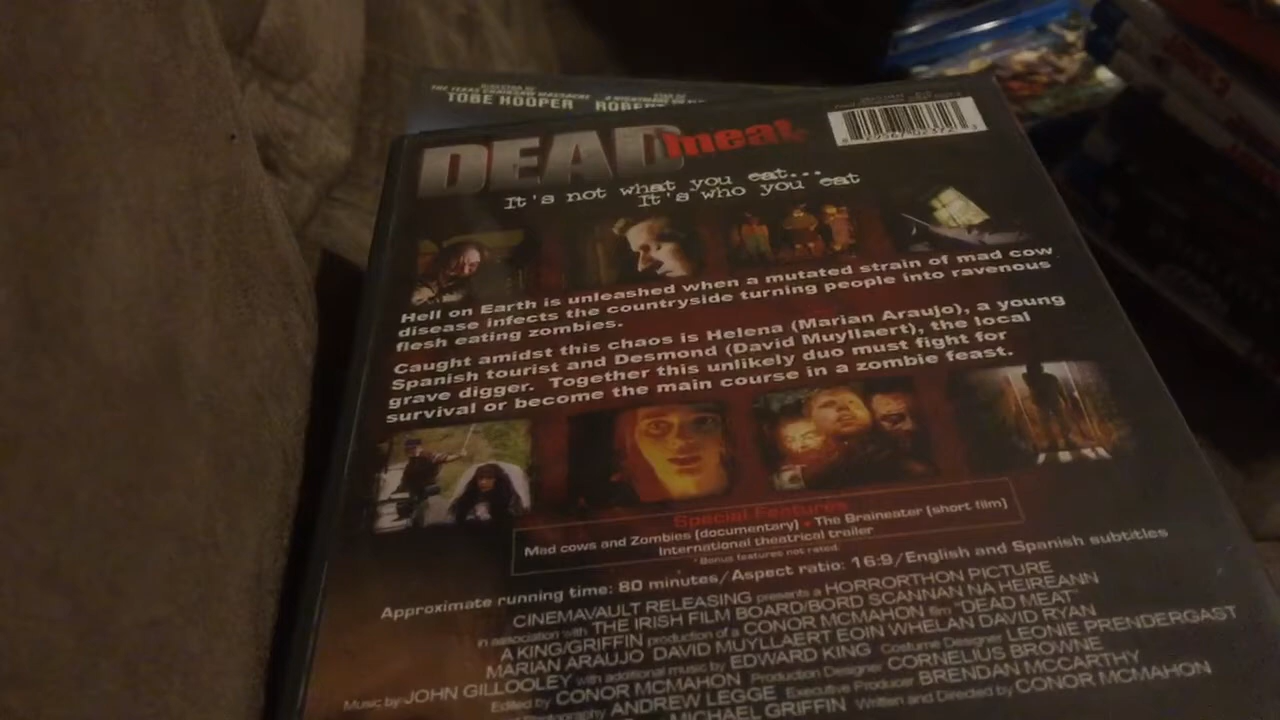 DIRECTOR OF
THE TEXAS CHAINSAW MASSACRE
TOBE HOOPER
DEAD meat
It's not what you eat...
It's who you eat
Hell on Earth is unleashed when a mutated strain of mad cow
disease infects the countryside turning people into ravenous
flesh eating zombies.
Caught amidst this chaos is Helena (Marian Araujo), a young
Spanish tourist and Desmond (David Muyllaert), the local
grave digger. Together this unlikely duo must fight for
survival or become the main course in a zombie feast.
Special Features
Mad cows and Zombies (documentary) • The Braineater (short film)
International theatrical trailer
*Bonus features not rated.
Approximate running time: 80 minutes/Aspect ratio: 16:9/English and Spanish subtitles
CINEMAVAULT RELEASING presents a HORRORTHON PICTURE
in association with THE IRISH FILM BOARD/BORD SCANNAN NA HEIREANN
A KING/GRIFFIN production of a CONOR MCMAHON film "DEAD MEAT"
MARIAN ARAUJO DAVID MUYLLAERT EOIN WHELAN DAVID RYAN
Music by JOHN GILLOOLEY with additional music by EDWARD KING Costume Designer LEONIE PRENDERGAST
Edited by CONOR MCMAHON Production Designer CORNELIUS BROWNE
Photography ANDREW LEGGE Executive Producer BRENDAN MCCARTHY
MICHAEL GRIFFIN Written and Directed by CONOR MCMAHON